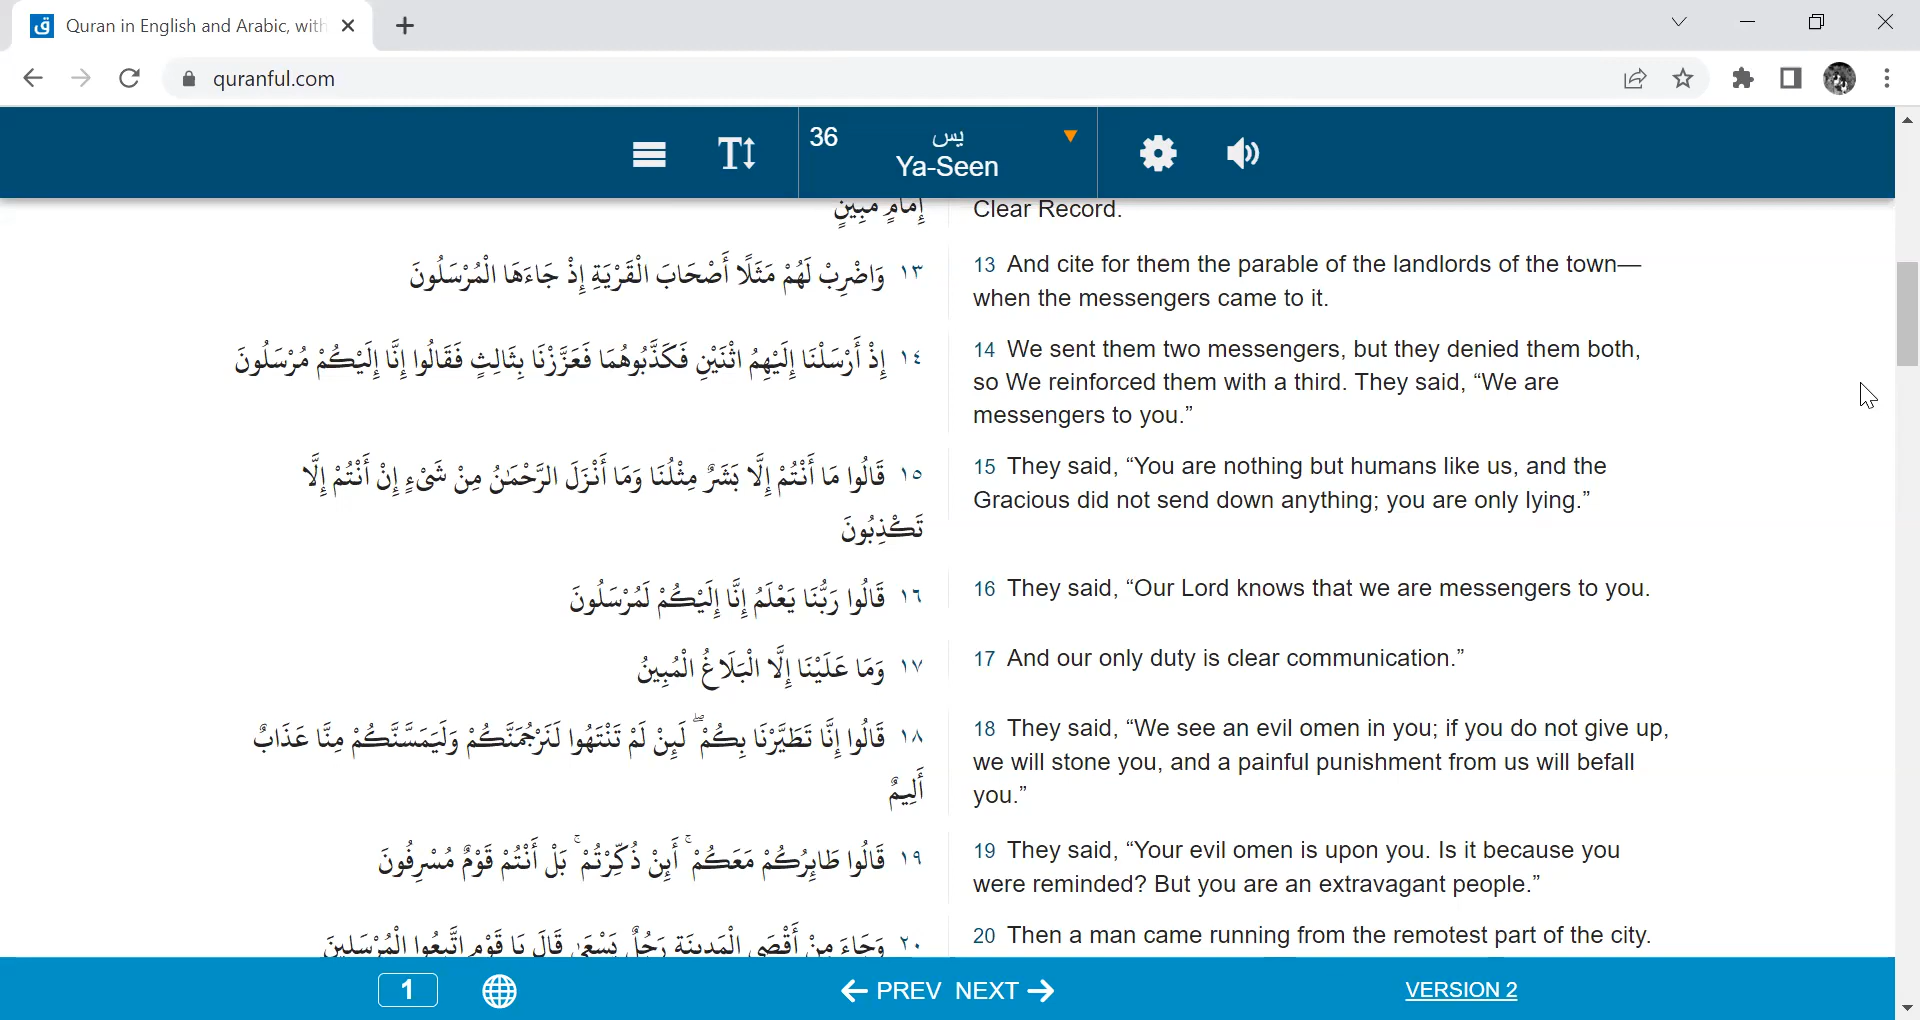 Quran in English and Arabic, with
quranful.com
36
يس
Ya-Seen
إِمَامٍ مُبِينٍ
Clear Record.
١٣ وَاضْرِبْ لَهُمْ مَثَلًا أَصْحَابَ الْقَرْيَةِ إِذْ جَاءَهَا الْمُرْسَلُونَ
13 And cite for them the parable of the landlords of the town—
when the messengers came to it.
١٤ إِذْ أَرْسَلْنَا إِلَيْهِمُ اثْنَيْنِ فَكَذَّبُوهُمَا فَعَزَّزْنَا بِثَالِثٍ فَقَالُوا إِنَّا إِلَيْكُمْ مُرْسَلُونَ
14 We sent them two messengers, but they denied them both,
so We reinforced them with a third. They said, “We are
messengers to you.”
١٥ قَالُوا مَا أَنْتُمْ إِلَّا بَشَرٌ مِثْلُنَا وَمَا أَنْزَلَ الرَّحْمَٰنُ مِنْ شَيْءٍ إِنْ أَنْتُمْ إِلَّا
تَكْذِبُونَ
15 They said, “You are nothing but humans like us, and the
Gracious did not send down anything; you are only lying.”
١٦ قَالُوا رَبُّنَا يَعْلَمُ إِنَّا إِلَيْكُمْ لَمُرْسَلُونَ
16 They said, “Our Lord knows that we are messengers to you.
١٧ وَمَا عَلَيْنَا إِلَّا الْبَلَاغُ الْمُبِينُ
17 And our only duty is clear communication.”
١٨ قَالُوا إِنَّا تَطَيَّرْنَا بِكُمْ ۖ لَئِنْ لَمْ تَنْتَهُوا لَنَرْجُمَنَّكُمْ وَلَيَمَسَّنَّكُمْ مِنَّا عَذَابٌ
أَلِيمٌ
18 They said, “We see an evil omen in you; if you do not give up,
we will stone you, and a painful punishment from us will befall
you.”
١٩ قَالُوا طَائِرُكُمْ مَعَكُمْ ۚ أَئِنْ ذُكِّرْتُمْ ۚ بَلْ أَنْتُمْ قَوْمٌ مُسْرِفُونَ
19 They said, “Your evil omen is upon you. Is it because you
were reminded? But you are an extravagant people.”
٢٠ وَجَاءَ مِنْ أَقْصَى الْمَدِينَةِ رَجُلٌ يَسْعَىٰ قَالَ يَا قَوْمِ اتَّبِعُوا الْمُرْسَلِينَ
20 Then a man came running from the remotest part of the city.
1
PREV NEXT
VERSION 2